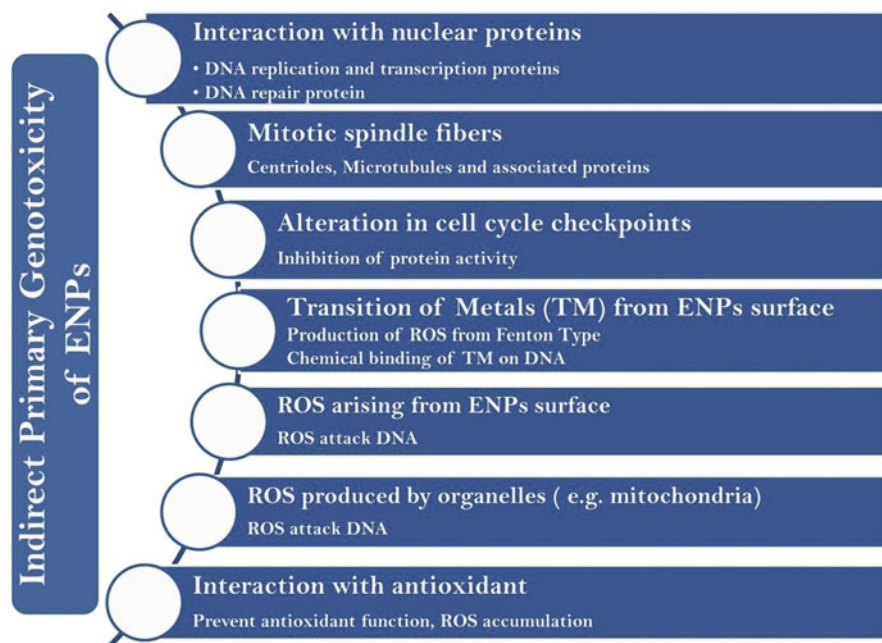 Indirect Primary Genotoxicity
of ENPs
Interaction with nuclear proteins
• DNA replication and transcription proteins
• DNA repair protein
Mitotic spindle fibers
Centrioles, Microtubules and associated proteins
Alteration in cell cycle checkpoints
Inhibition of protein activity
Transition of Metals (TM) from ENPs surface
Production of ROS from Fenton Type
Chemical binding of TM on DNA
ROS arising from ENPs surface
ROS attack DNA
ROS produced by organelles ( e.g. mitochondria)
ROS attack DNA
Interaction with antioxidant
Prevent antioxidant function, ROS accumulation